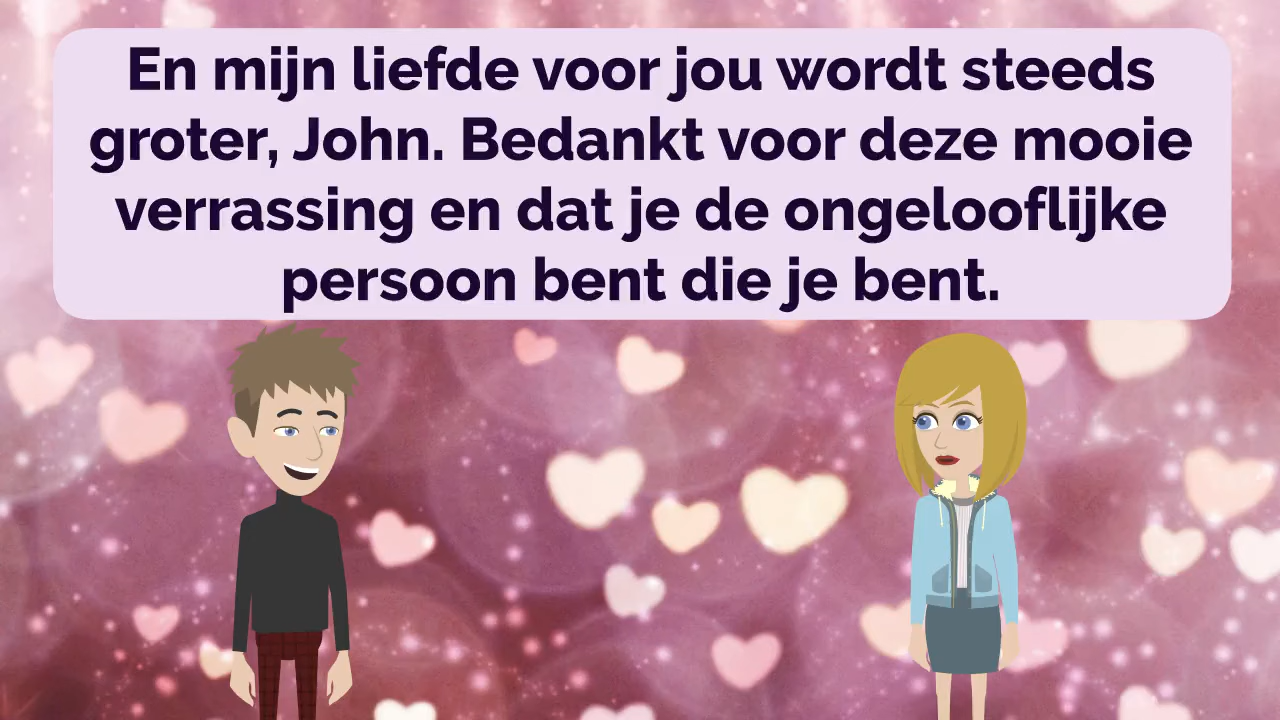 En mijn liefde voor jou wordt steeds
groter, John. Bedankt voor deze mooie
verrassing en dat je de ongelooflijke
persoon bent die je bent.